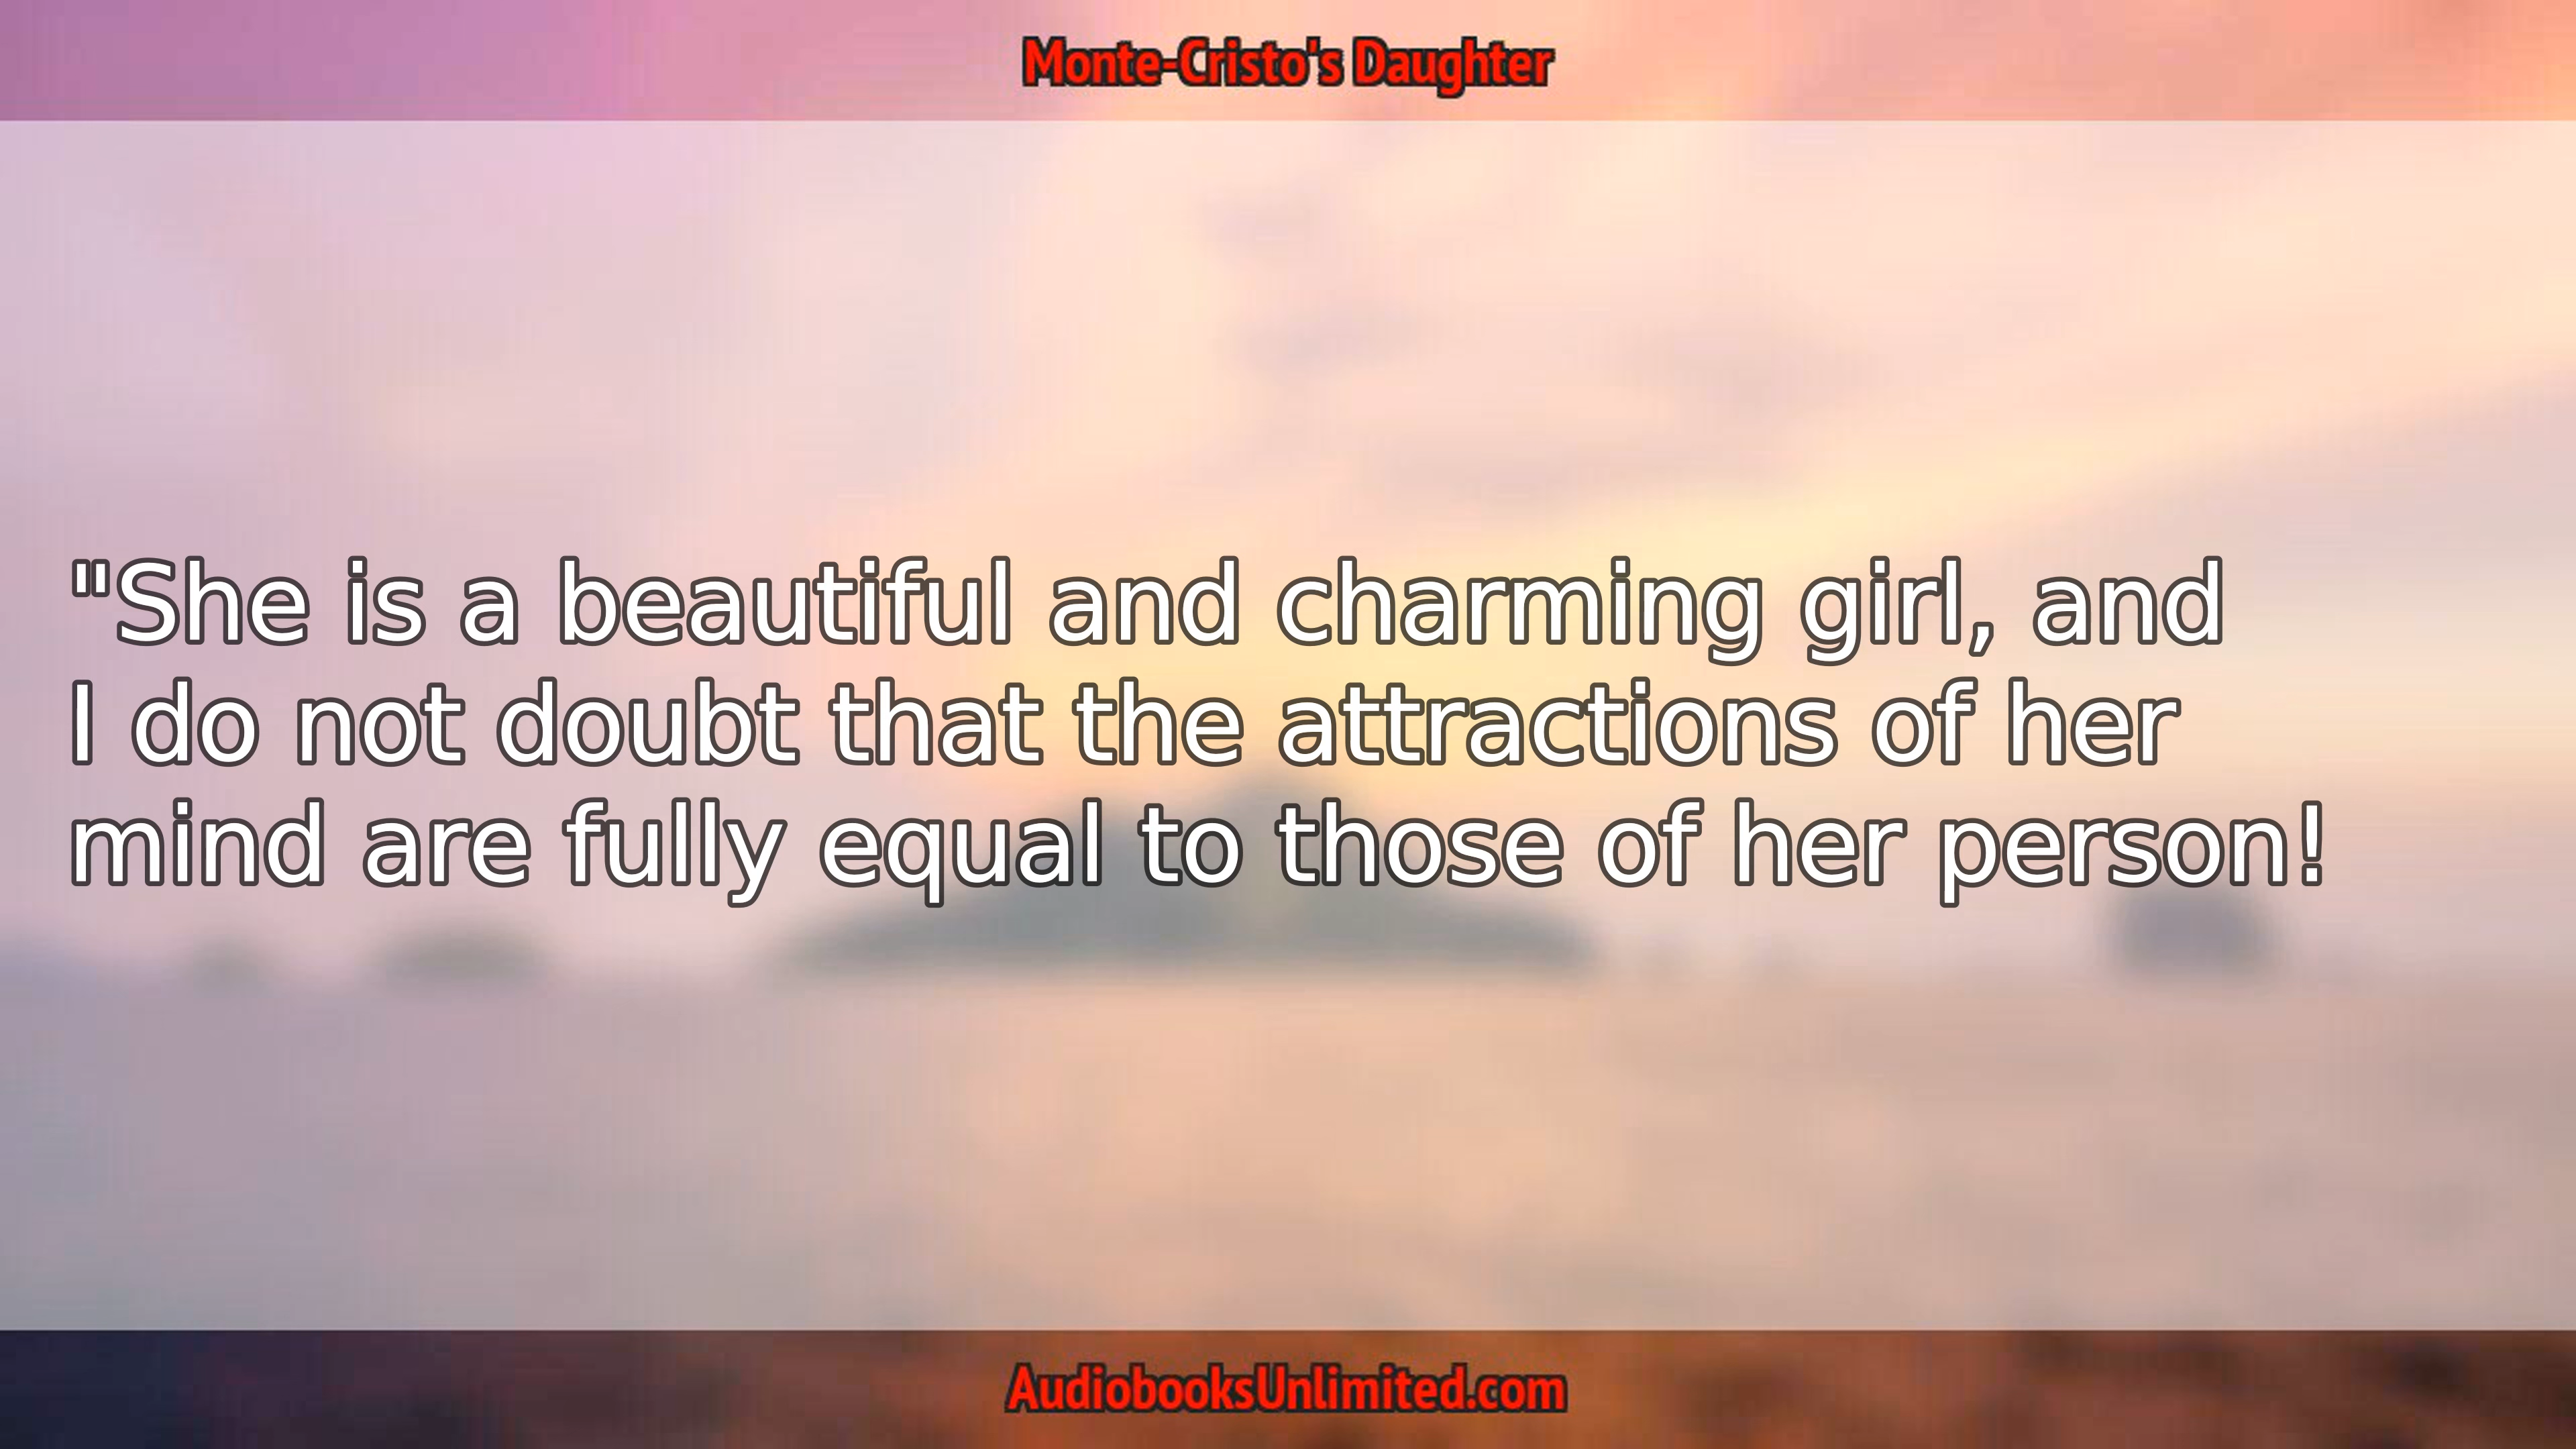 Monte-Cristo's Daughter
"She is a beautiful and charming girl, and
I do not doubt that the attractions of her
mind are fully equal to those of her person!
AudiobooksUnlimited.com